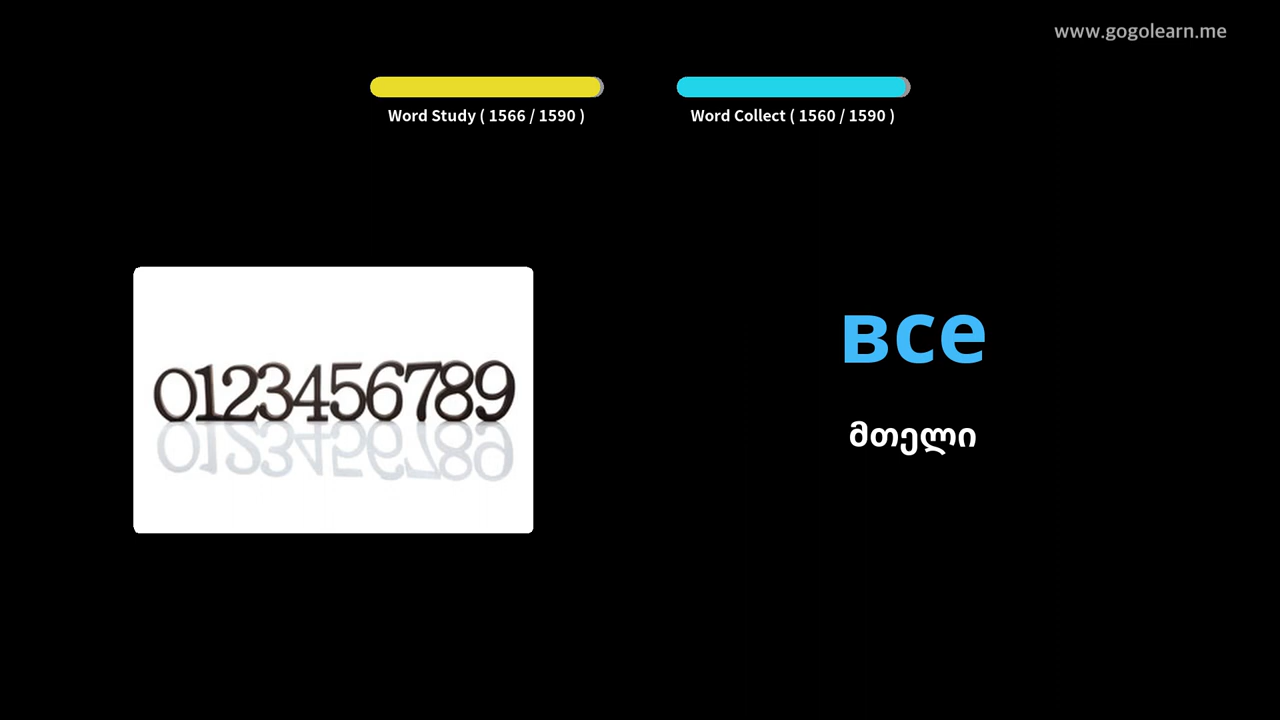 www.gogolearn.me
Word Study ( 1566 / 1590 )
Word Collect ( 1560 / 1590 )
0123456789
все
მთელი